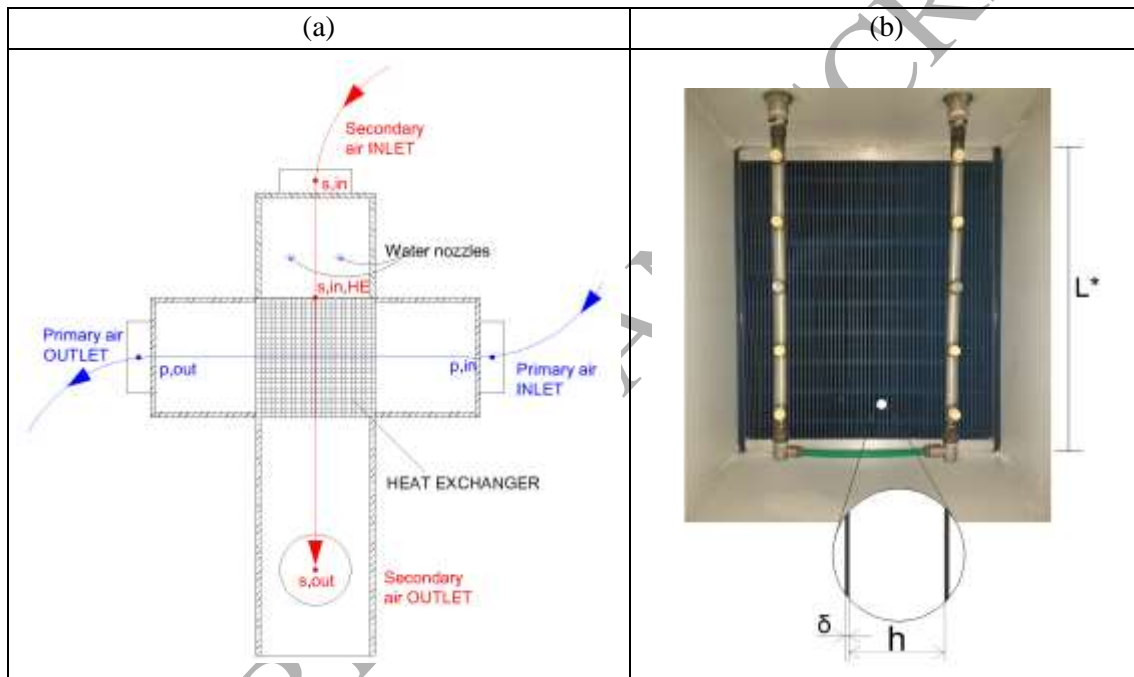 (a)
(b)
Secondary
air INLET
s,in
Water nozzles
s,in,HE
Primary air
OUTLET
p,out
p,in
Primary air
INLET
HEAT EXCHANGER
s,out
Secondary
air OUTLET
L*
δ
h